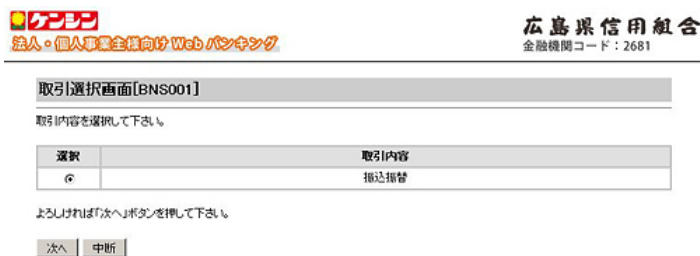 ケンシン
法人・個人事業主様向けWebバンキング
広島県信用組合
金融機関コード：2681
取引選択画面[BNS001]
取引内容を選択して下さい。
選択 取引内容
振込振替
よろしければ「次へ」ボタンを押して下さい。
次へ 中断